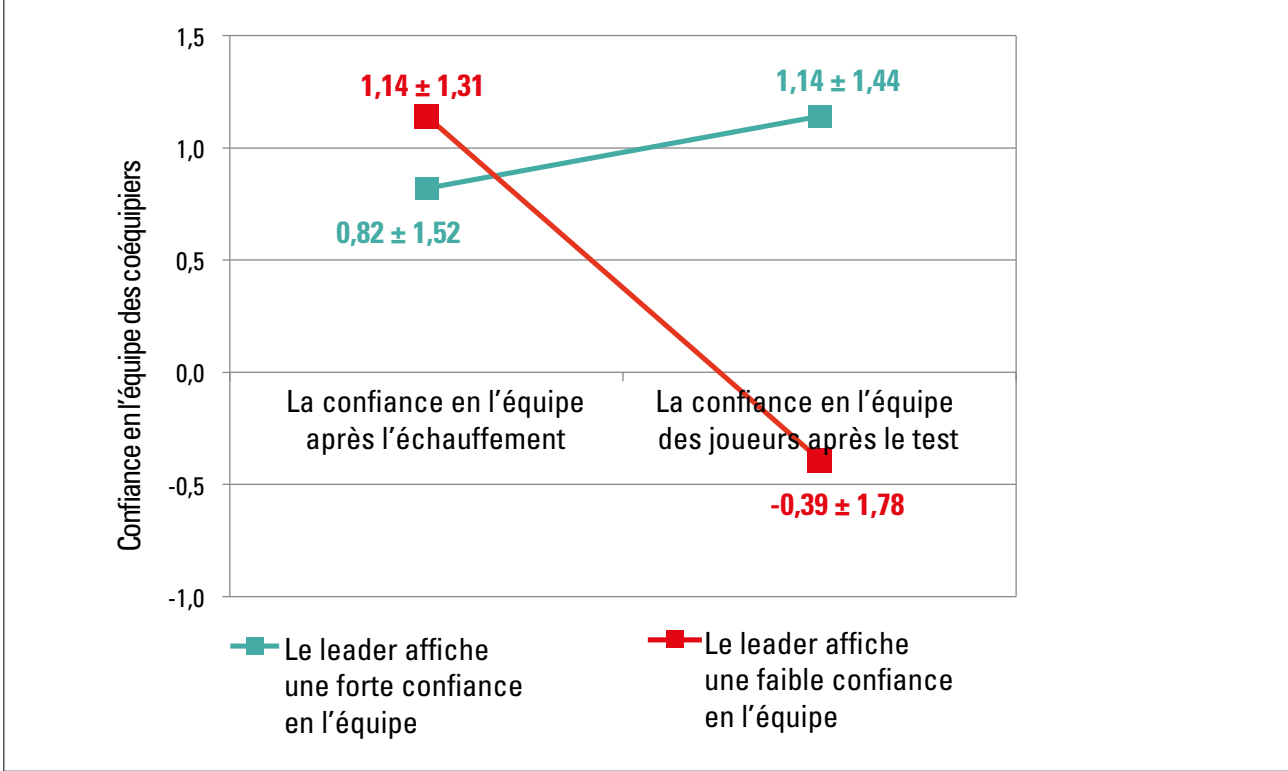 1,5
1,14 ± 1,31
1,14 ± 1,44
1,0
0,82 ± 1,52
0,5
Confiance en l'équipe des coéquipiers
0,0
La confiance en l'équipe
après l'échauffement
La confiance en l'équipe
des joueurs après le test
-0,5
-0,39 ± 1,78
-1,0
Le leader affiche
une forte confiance
en l'équipe
Le leader affiche
une faible confiance
en l'équipe